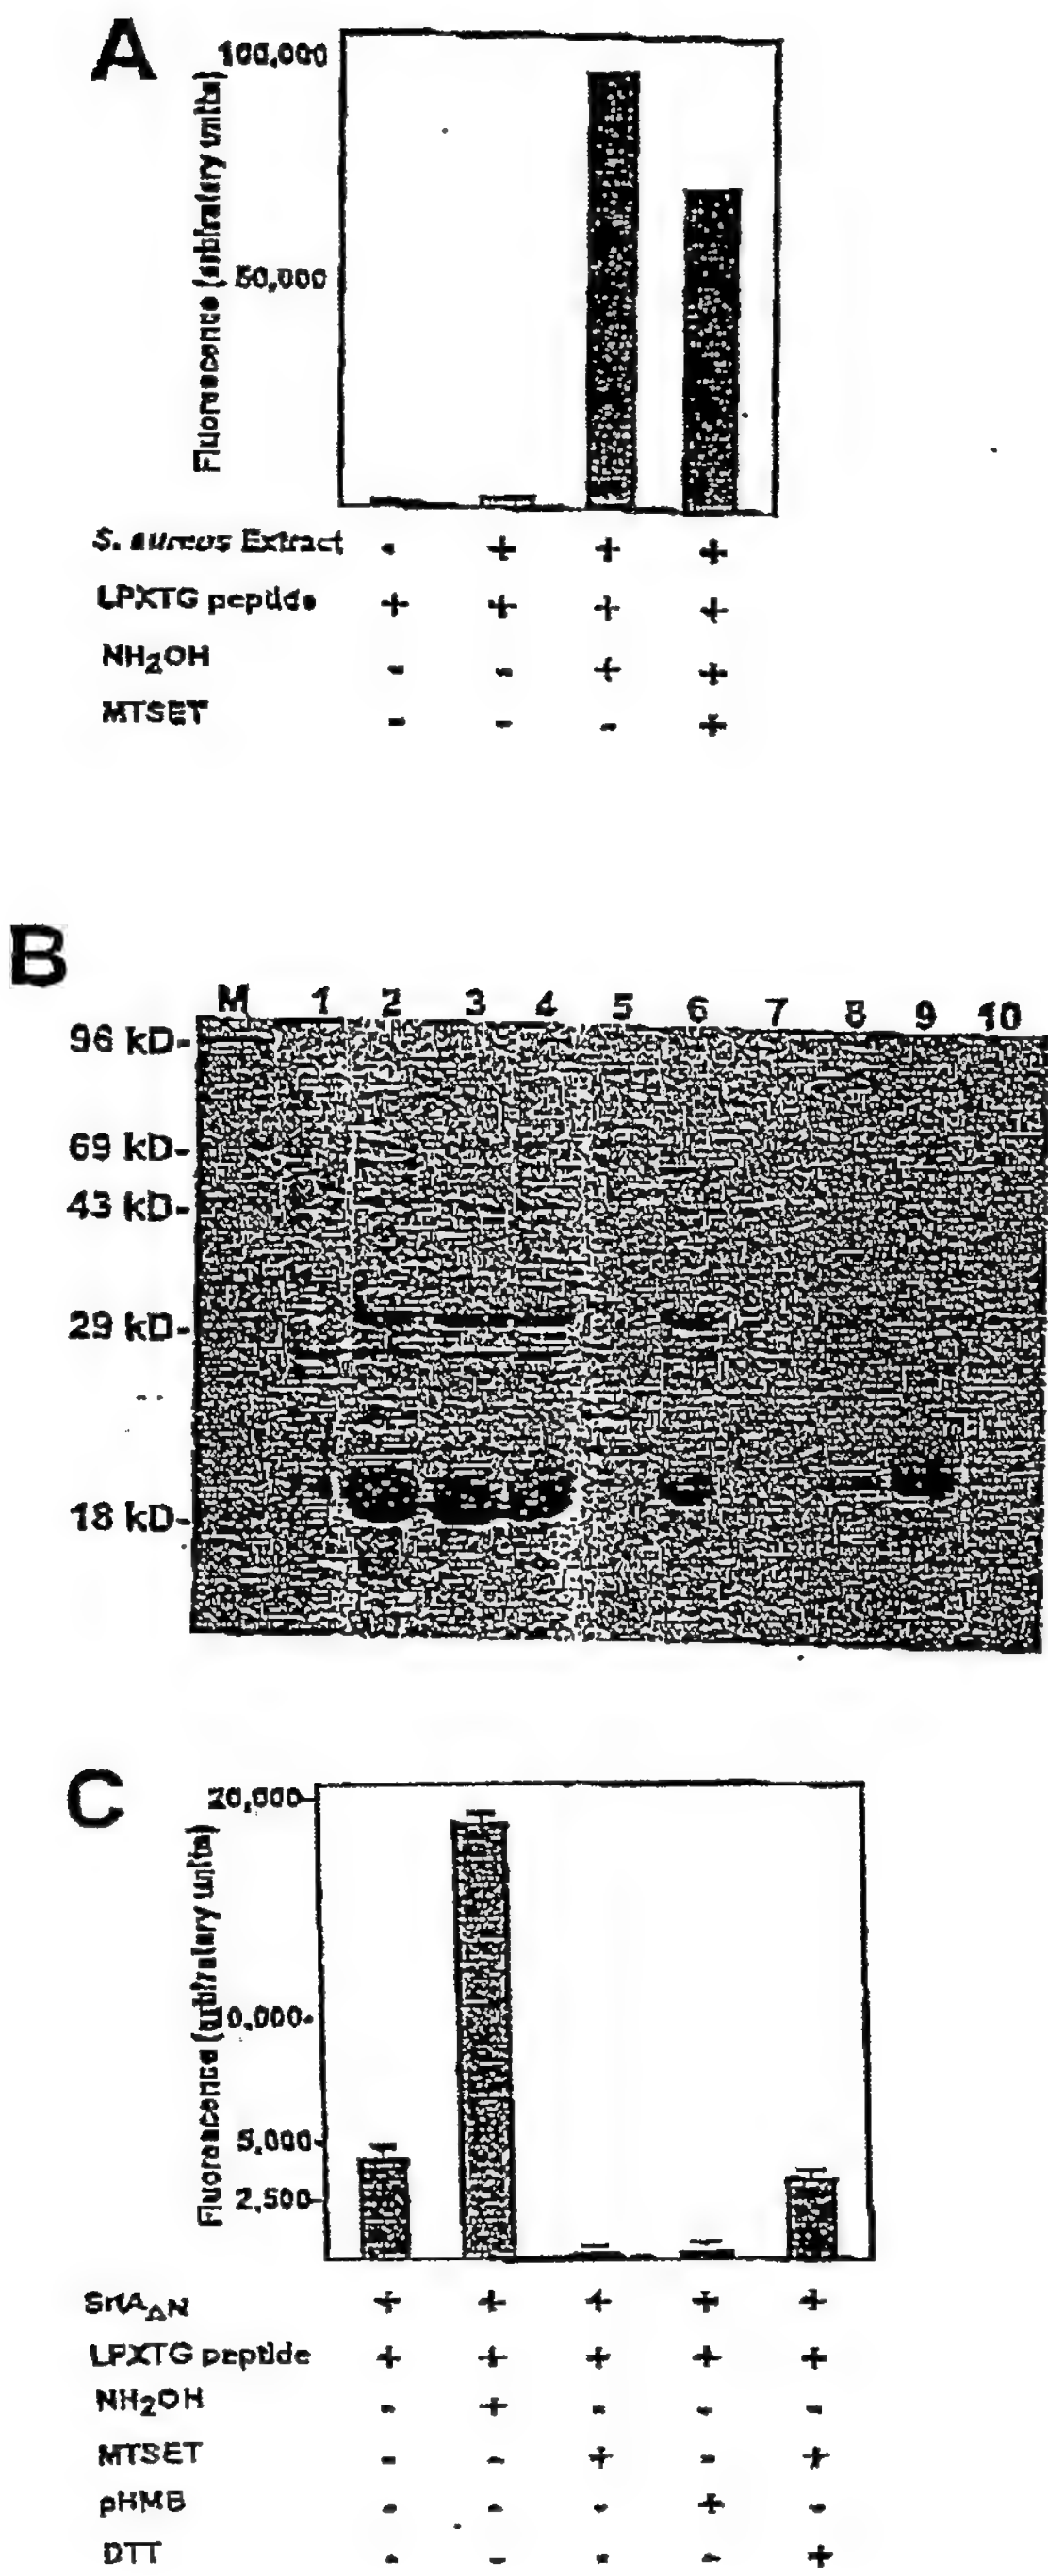 A
100,000
Fluorescence (arbitrary units)
50,000
S. aureus Extract - + + +
LPXTG peptide + + + +
NH2OH - - + +
MTSET - - - +
B
M 1 2 3 4 5 6 7 8 9 10
96 kD-
69 kD-
43 kD-
29 kD-
18 kD-
C
20,000-
Fluorescence (arbitrary units)
10,000-
5,000-
2,500-
SrtAΔN + + + + +
LPXTG peptide + + + + +
NH2OH - + - - -
MTSET - - + - +
pHMB - - - + -
DTT - - - - +